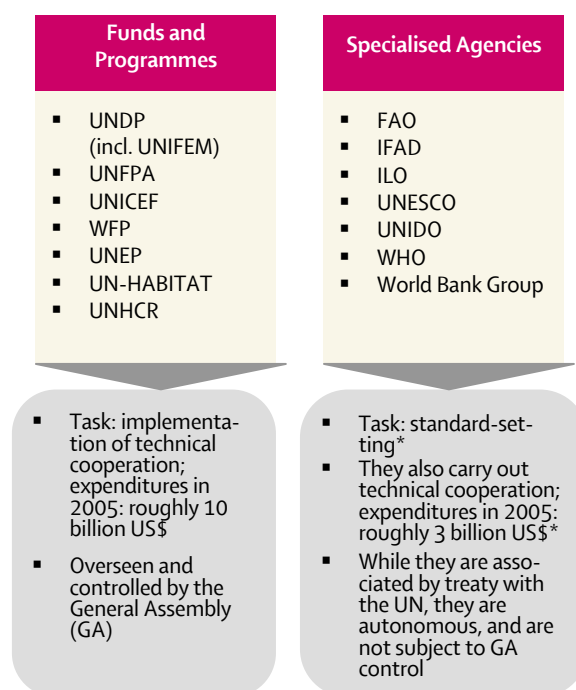 Funds and
Programmes
▪ UNDP
(incl. UNIFEM)
▪ UNFPA
▪ UNICEF
▪ WFP
▪ UNEP
▪ UN-HABITAT
▪ UNHCR
▪ Task: implementa-
tion of technical
cooperation;
expenditures in
2005: roughly 10
billion US$
▪ Overseen and
controlled by the
General Assembly
(GA)
Specialised Agencies
▪ FAO
▪ IFAD
▪ ILO
▪ UNESCO
▪ UNIDO
▪ WHO
▪ World Bank Group
▪ Task: standard-set-
ting*
▪ They also carry out
technical cooperation;
expenditures in 2005:
roughly 3 billion US$*
▪ While they are asso-
ciated by treaty with
the UN, they are
autonomous, and are
not subject to GA
control